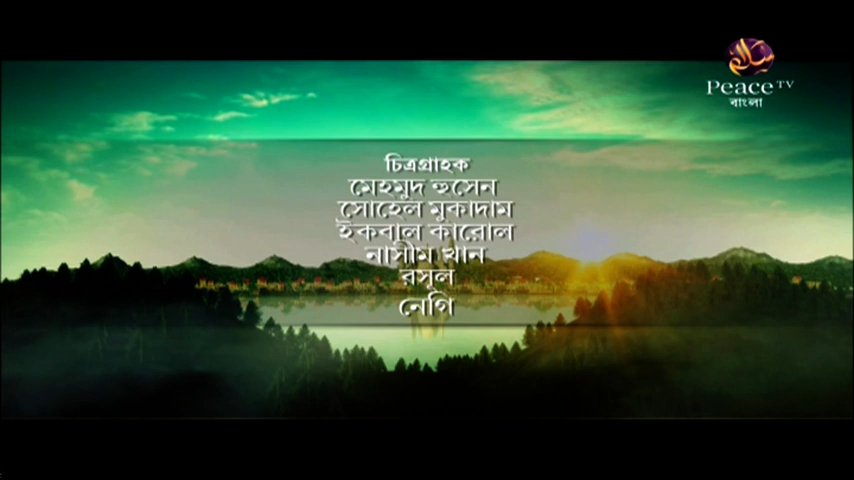 Peace TV
বাংলা
চিত্রগ্রাহক
মেহমুদ হুসেন
সোহেল মুকাদাম
ইকবাল কারোল
নাসীম খান
রসূল
নেগি